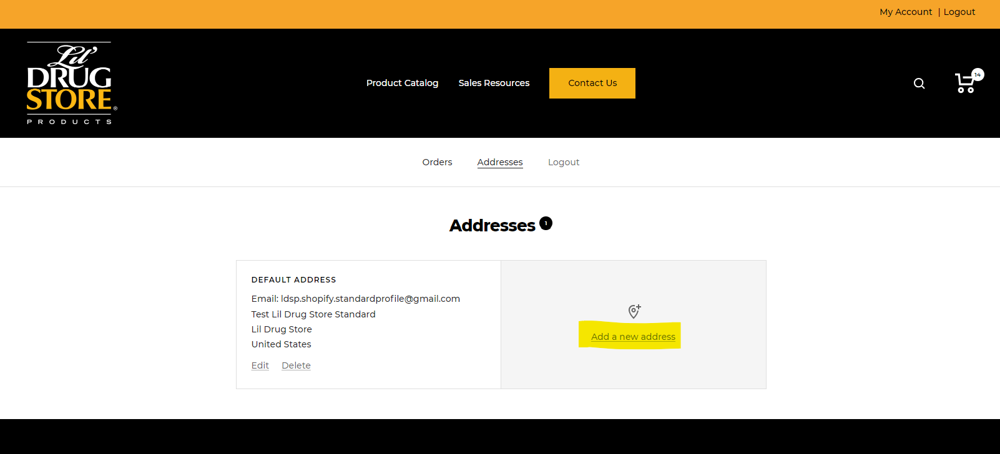 My Account | Logout
Lil'
DRUG
STORE®
PRODUCTS
Product Catalog
Sales Resources
Contact Us
14
Orders
Addresses
Logout
Addresses 1
DEFAULT ADDRESS
Email: ldsp.shopify.standardprofile@gmail.com
Test Lil Drug Store Standard
Lil Drug Store
United States
Edit Delete
Add a new address